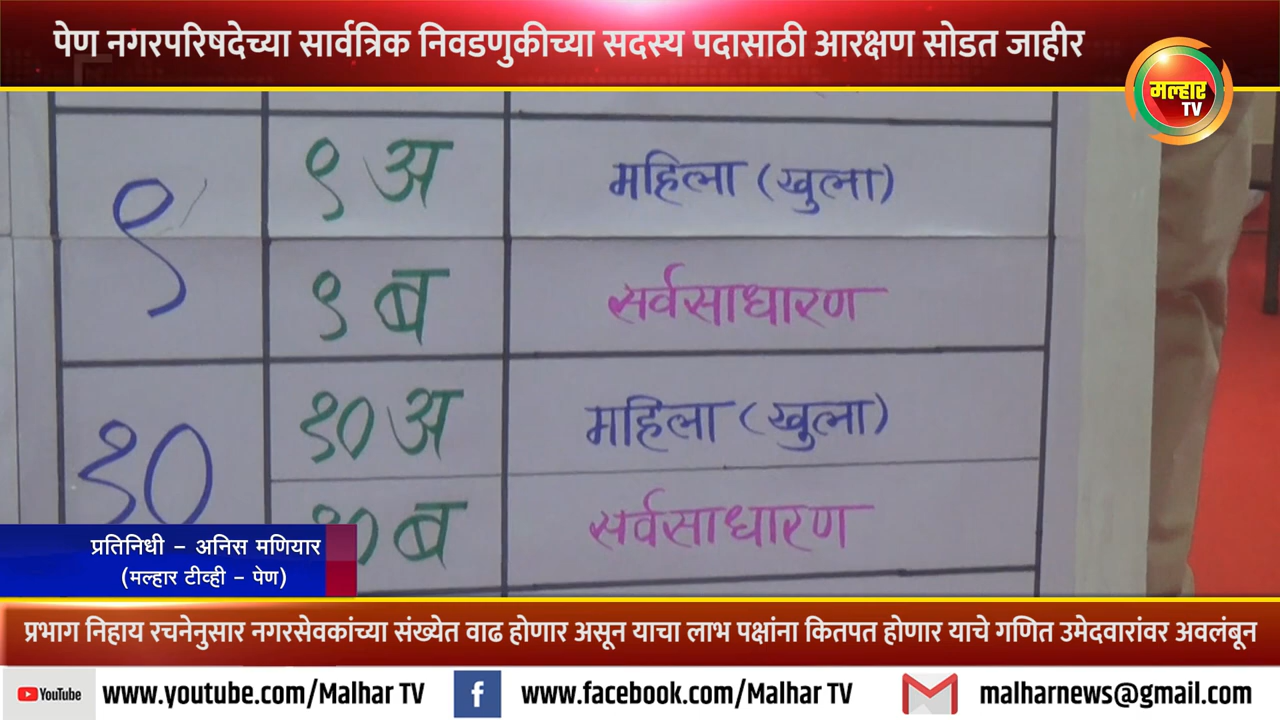 पेण नगरपरिषदेच्या सार्वत्रिक निवडणुकीच्या सदस्य पदासाठी आरक्षण सोडत जाहीर
मल्हार
TV
९
९ अ
महिला (खुला)
९ ब
सर्वसाधारण
१०
१० अ
महिला (खुला)
१० ब
सर्वसाधारण
प्रतिनिधी – अनिस मणियार
(मल्हार टीव्ही – पेण)
प्रभाग निहाय रचनेनुसार नगरसेवकांच्या संख्येत वाढ होणार असून याचा लाभ पक्षांना कितपत होणार याचे गणित उमेदवारांवर अवलंबून
YouTube
www.youtube.com/Malhar TV
f
www.facebook.com/Malhar TV
malharnews@gmail.com